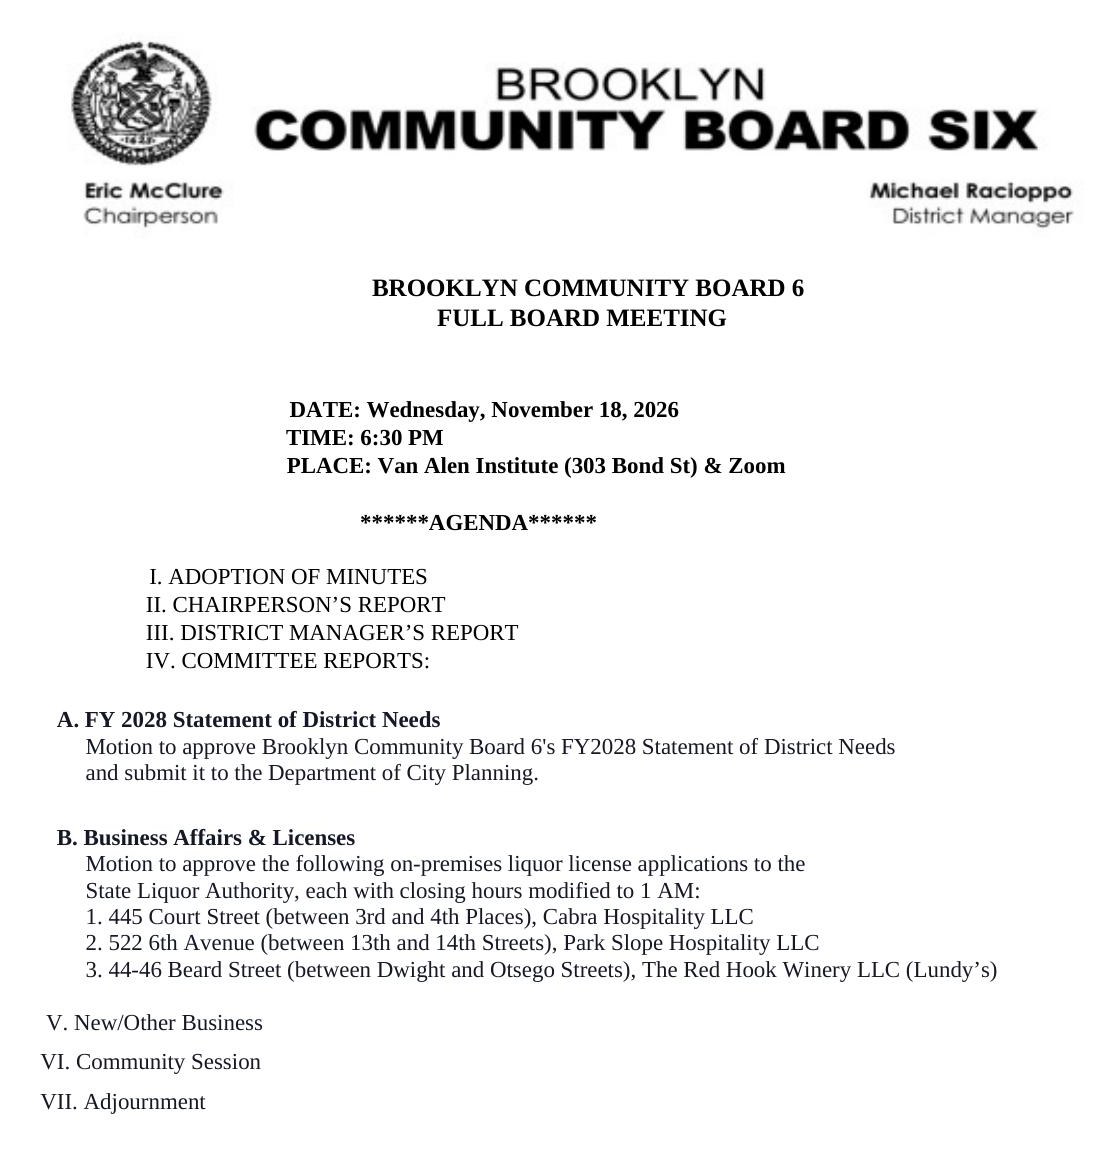 BROOKLYN
COMMUNITY BOARD SIX
Eric McClure
Chairperson
Michael Racioppo
District Manager
BROOKLYN COMMUNITY BOARD 6
FULL BOARD MEETING
DATE: Wednesday, November 18, 2026
TIME: 6:30 PM
PLACE: Van Alen Institute (303 Bond St) & Zoom
******AGENDA******
I. ADOPTION OF MINUTES
II. CHAIRPERSON’S REPORT
III. DISTRICT MANAGER’S REPORT
IV. COMMITTEE REPORTS:
A. FY 2028 Statement of District Needs
Motion to approve Brooklyn Community Board 6's FY2028 Statement of District Needs
and submit it to the Department of City Planning.
B. Business Affairs & Licenses
Motion to approve the following on-premises liquor license applications to the
State Liquor Authority, each with closing hours modified to 1 AM:
1. 445 Court Street (between 3rd and 4th Places), Cabra Hospitality LLC
2. 522 6th Avenue (between 13th and 14th Streets), Park Slope Hospitality LLC
3. 44-46 Beard Street (between Dwight and Otsego Streets), The Red Hook Winery LLC (Lundy’s)
V. New/Other Business
VI. Community Session
VII. Adjournment